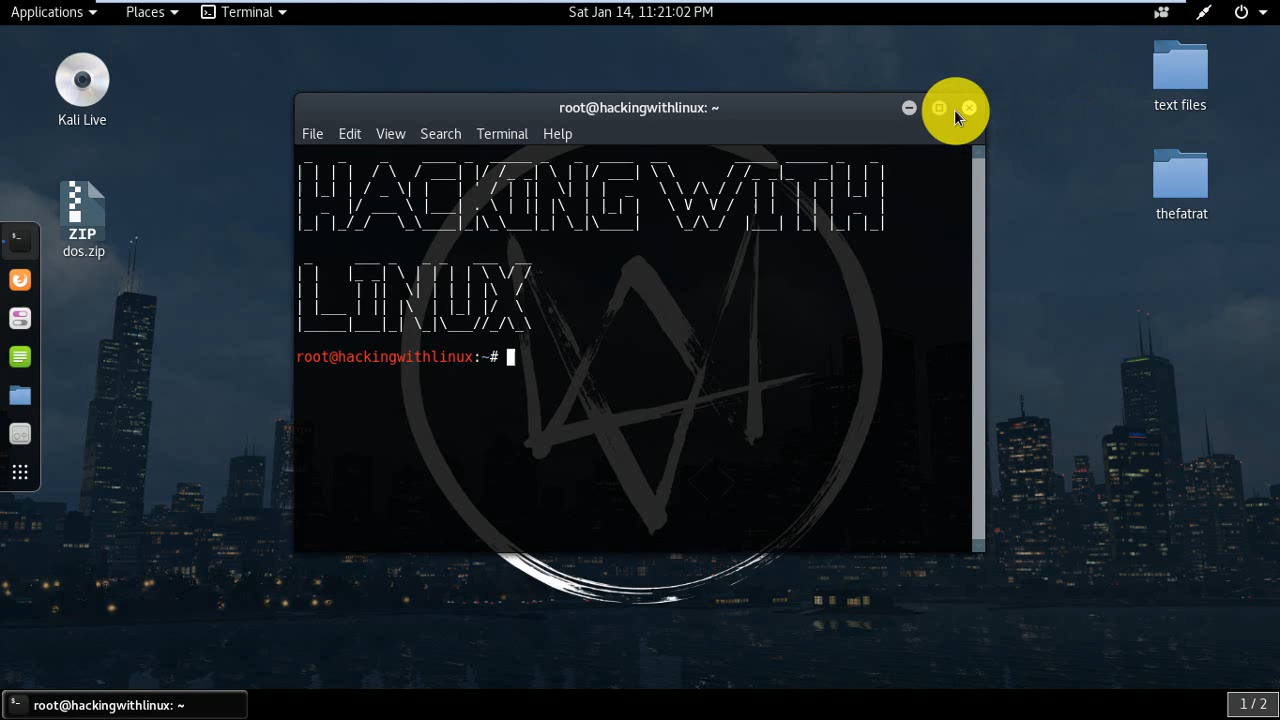 Applications Places Terminal Sat Jan 14, 11:21:02 PM
Kali Live
ZIP
dos.zip
text files
thefatrat
root@hackingwithlinux: ~
File Edit View Search Terminal Help
HACKING WITH
LINUX
root@hackingwithlinux:~#
root@hackingwithlinux: ~
1 / 2